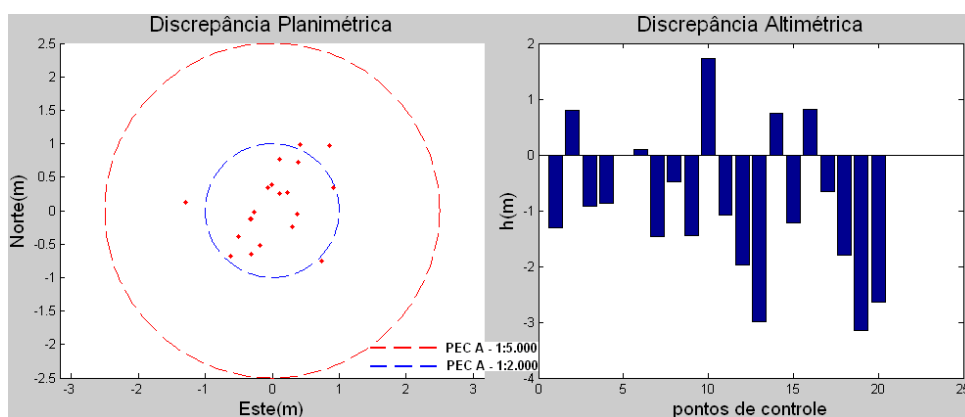 Discrepância Planimétrica
2.5
2
1.5
1
0.5
0
-0.5
-1
-1.5
-2
-2.5
Norte(m)
-3 -2 -1 0 1 2 3
Este(m)
PEC A - 1:5.000
PEC A - 1:2.000
Discrepância Altimétrica
2
1
0
-1
-2
-3
-4
h(m)
0 5 10 15 20 25
pontos de controle